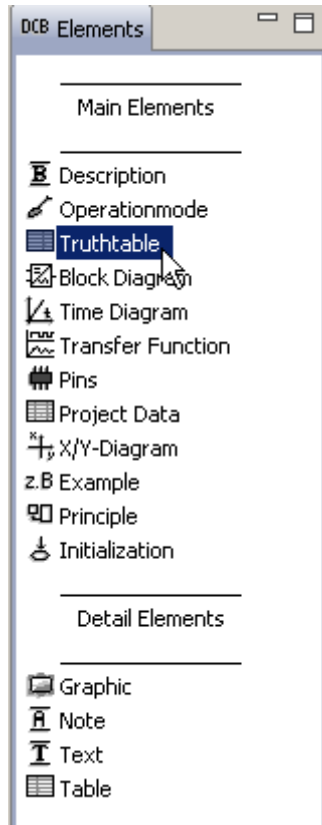 DCB Elements
Main Elements
B Description
Operationmode
Truthtable
Block Diagram
Time Diagram
Transfer Function
Pins
Project Data
X/Y-Diagram
z.B Example
Principle
Initialization
Detail Elements
Graphic
A Note
T Text
Table